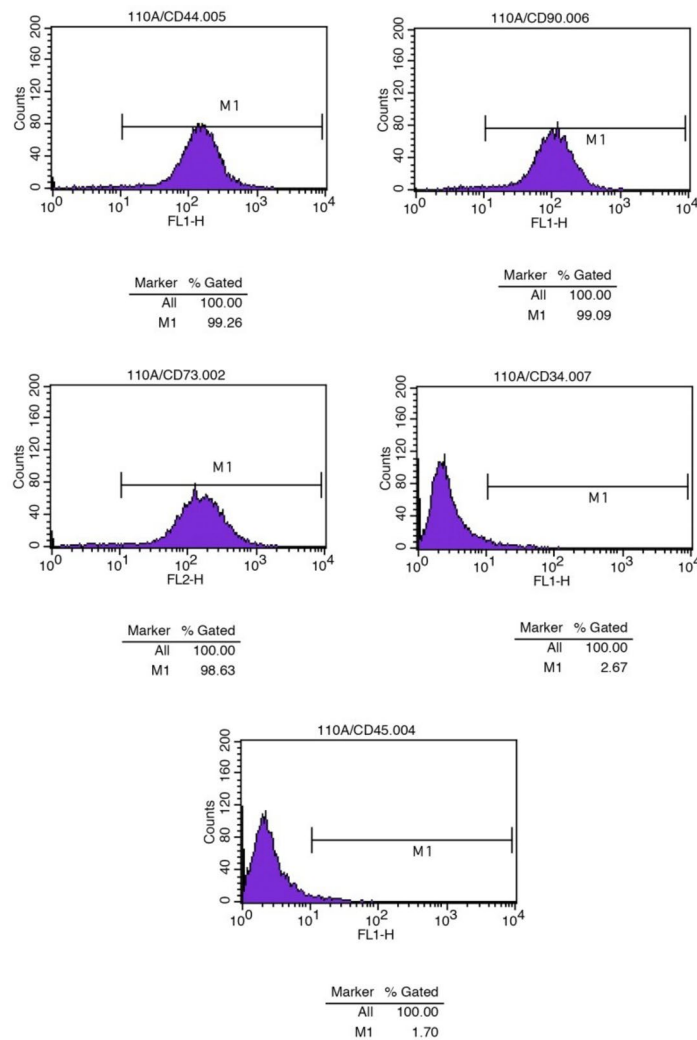 110A/CD44.005
200
160
120
80
40
0
Counts
M1
10^0 10^1 10^2 10^3 10^4
FL1-H
Marker % Gated
All 100.00
M1 99.26
110A/CD90.006
200
160
120
80
40
0
Counts
M1
10^0 10^1 10^2 10^3 10^4
FL1-H
Marker % Gated
All 100.00
M1 99.09
110A/CD73.002
200
160
120
80
40
0
Counts
M1
10^0 10^1 10^2 10^3 10^4
FL2-H
Marker % Gated
All 100.00
M1 98.63
110A/CD34.007
200
160
120
80
40
0
Counts
M1
10^0 10^1 10^2 10^3 10^4
FL1-H
Marker % Gated
All 100.00
M1 2.67
110A/CD45.004
200
160
120
80
40
0
Counts
M1
10^0 10^1 10^2 10^3 10^4
FL1-H
Marker % Gated
All 100.00
M1 1.70